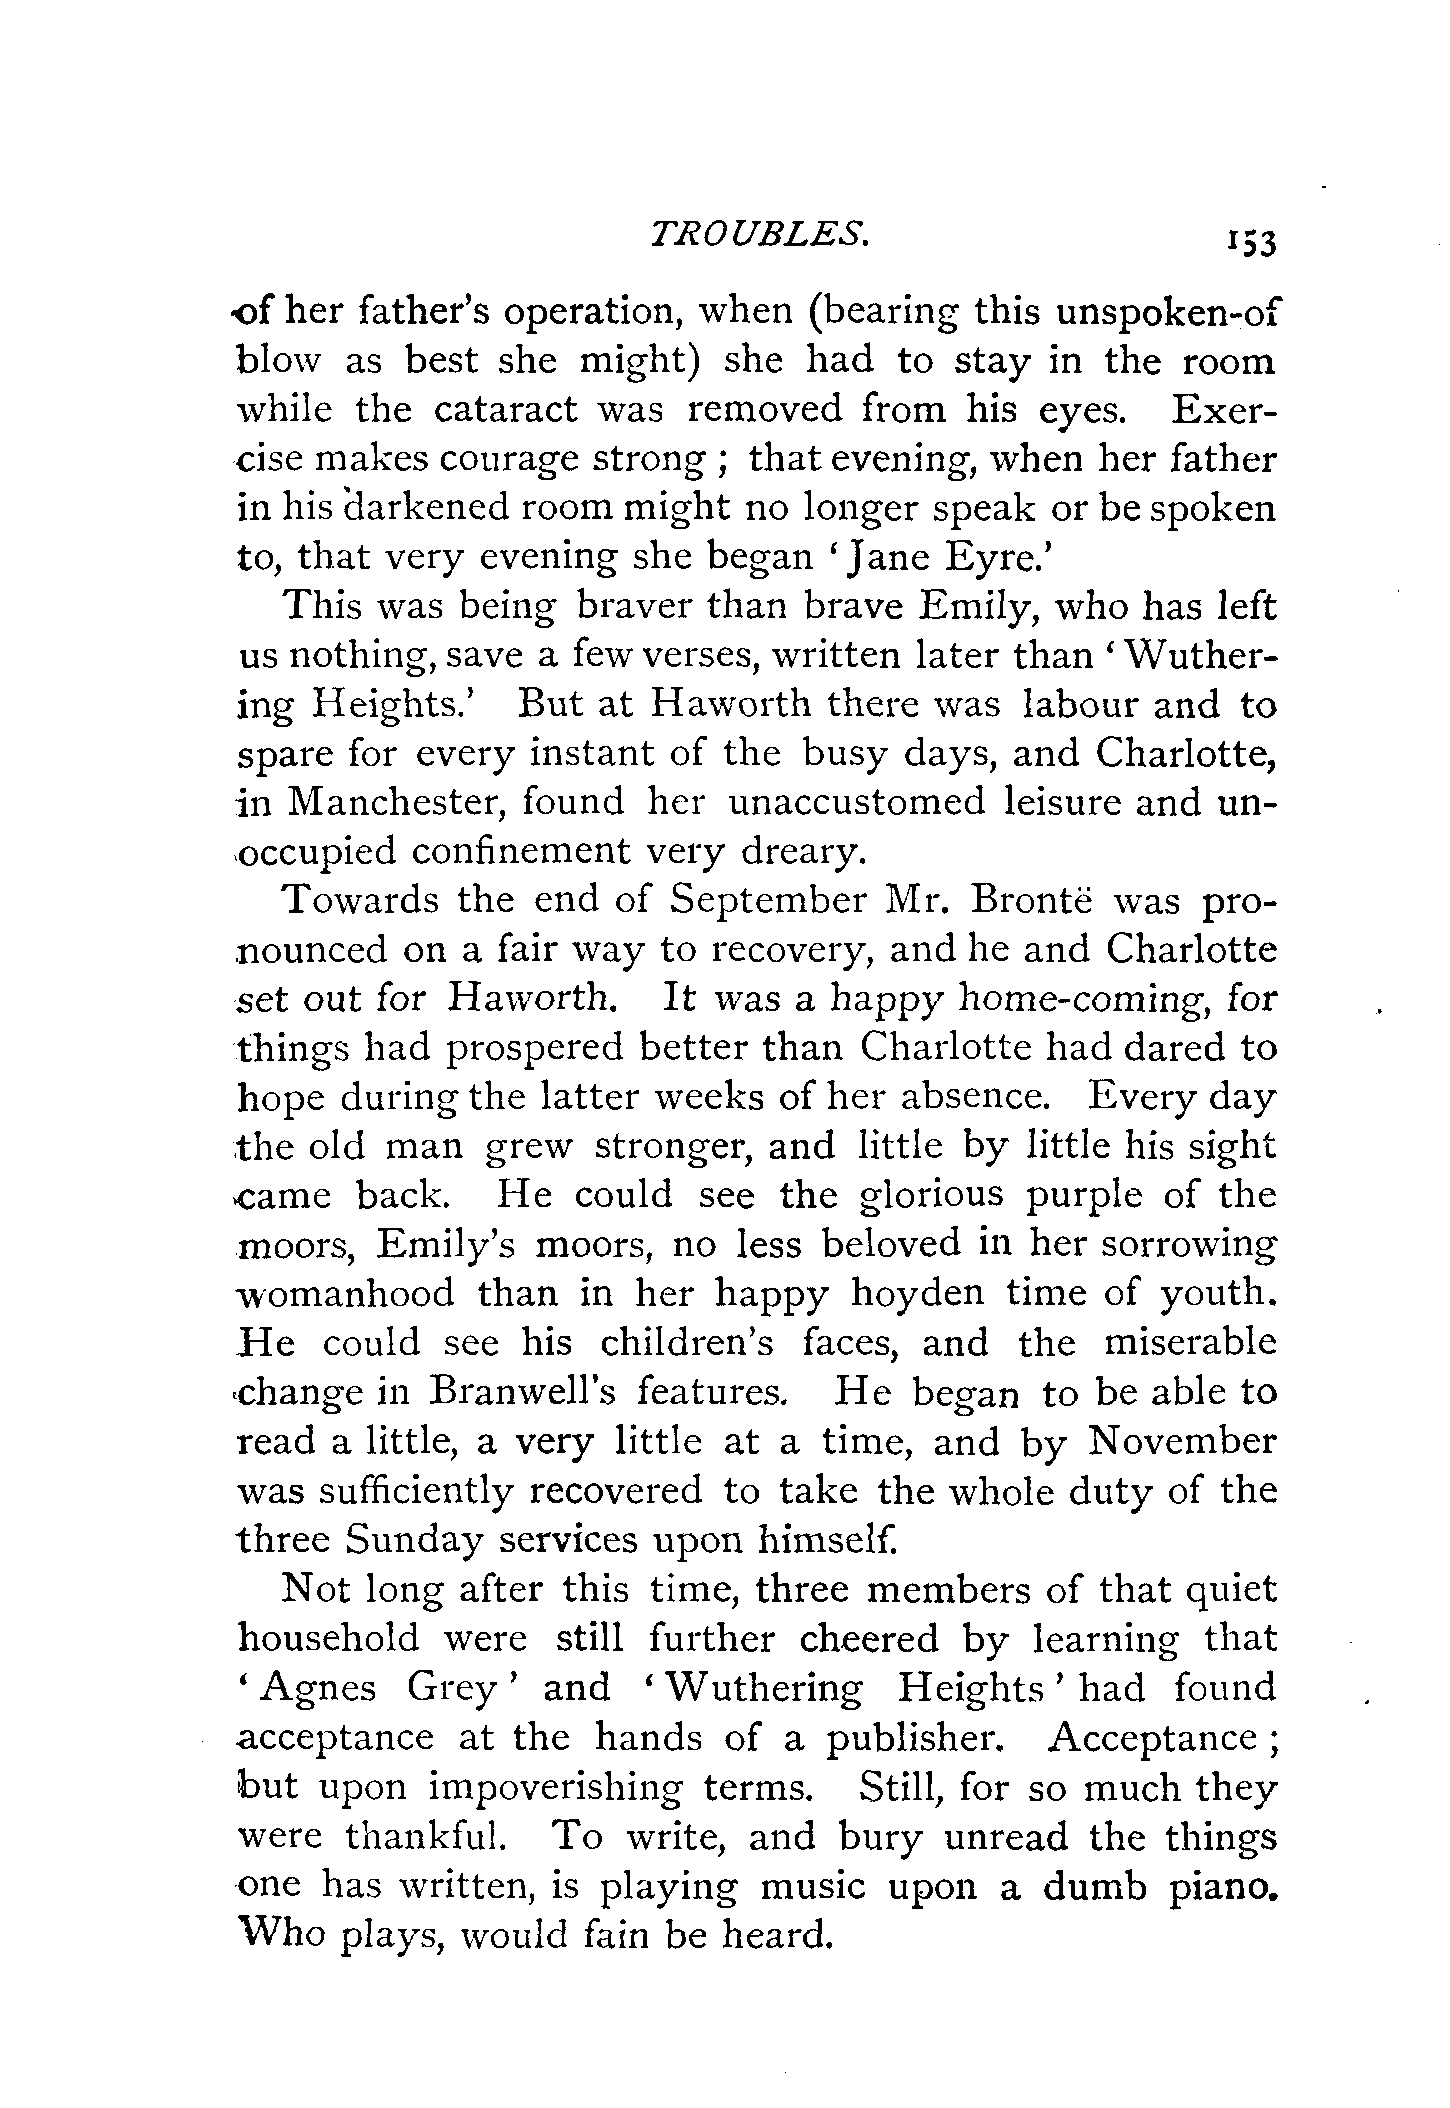 TROUBLES. 153
of her father's operation, when (bearing this unspoken-of
blow as best she might) she had to stay in the room
while the cataract was removed from his eyes. Exer-
cise makes courage strong ; that evening, when her father
in his darkened room might no longer speak or be spoken
to, that very evening she began ‘ Jane Eyre.’
This was being braver than brave Emily, who has left
us nothing, save a few verses, written later than ‘ Wuther-
ing Heights.’ But at Haworth there was labour and to
spare for every instant of the busy days, and Charlotte,
in Manchester, found her unaccustomed leisure and un-
occupied confinement very dreary.
Towards the end of September Mr. Brontë was pro-
nounced on a fair way to recovery, and he and Charlotte
set out for Haworth. It was a happy home-coming, for
things had prospered better than Charlotte had dared to
hope during the latter weeks of her absence. Every day
the old man grew stronger, and little by little his sight
came back. He could see the glorious purple of the
moors, Emily's moors, no less beloved in her sorrowing
womanhood than in her happy hoyden time of youth.
He could see his children's faces, and the miserable
change in Branwell's features. He began to be able to
read a little, a very little at a time, and by November
was sufficiently recovered to take the whole duty of the
three Sunday services upon himself.
Not long after this time, three members of that quiet
household were still further cheered by learning that
‘ Agnes Grey ’ and ‘ Wuthering Heights ’ had found
acceptance at the hands of a publisher. Acceptance ;
but upon impoverishing terms. Still, for so much they
were thankful. To write, and bury unread the things
one has written, is playing music upon a dumb piano.
Who plays, would fain be heard.